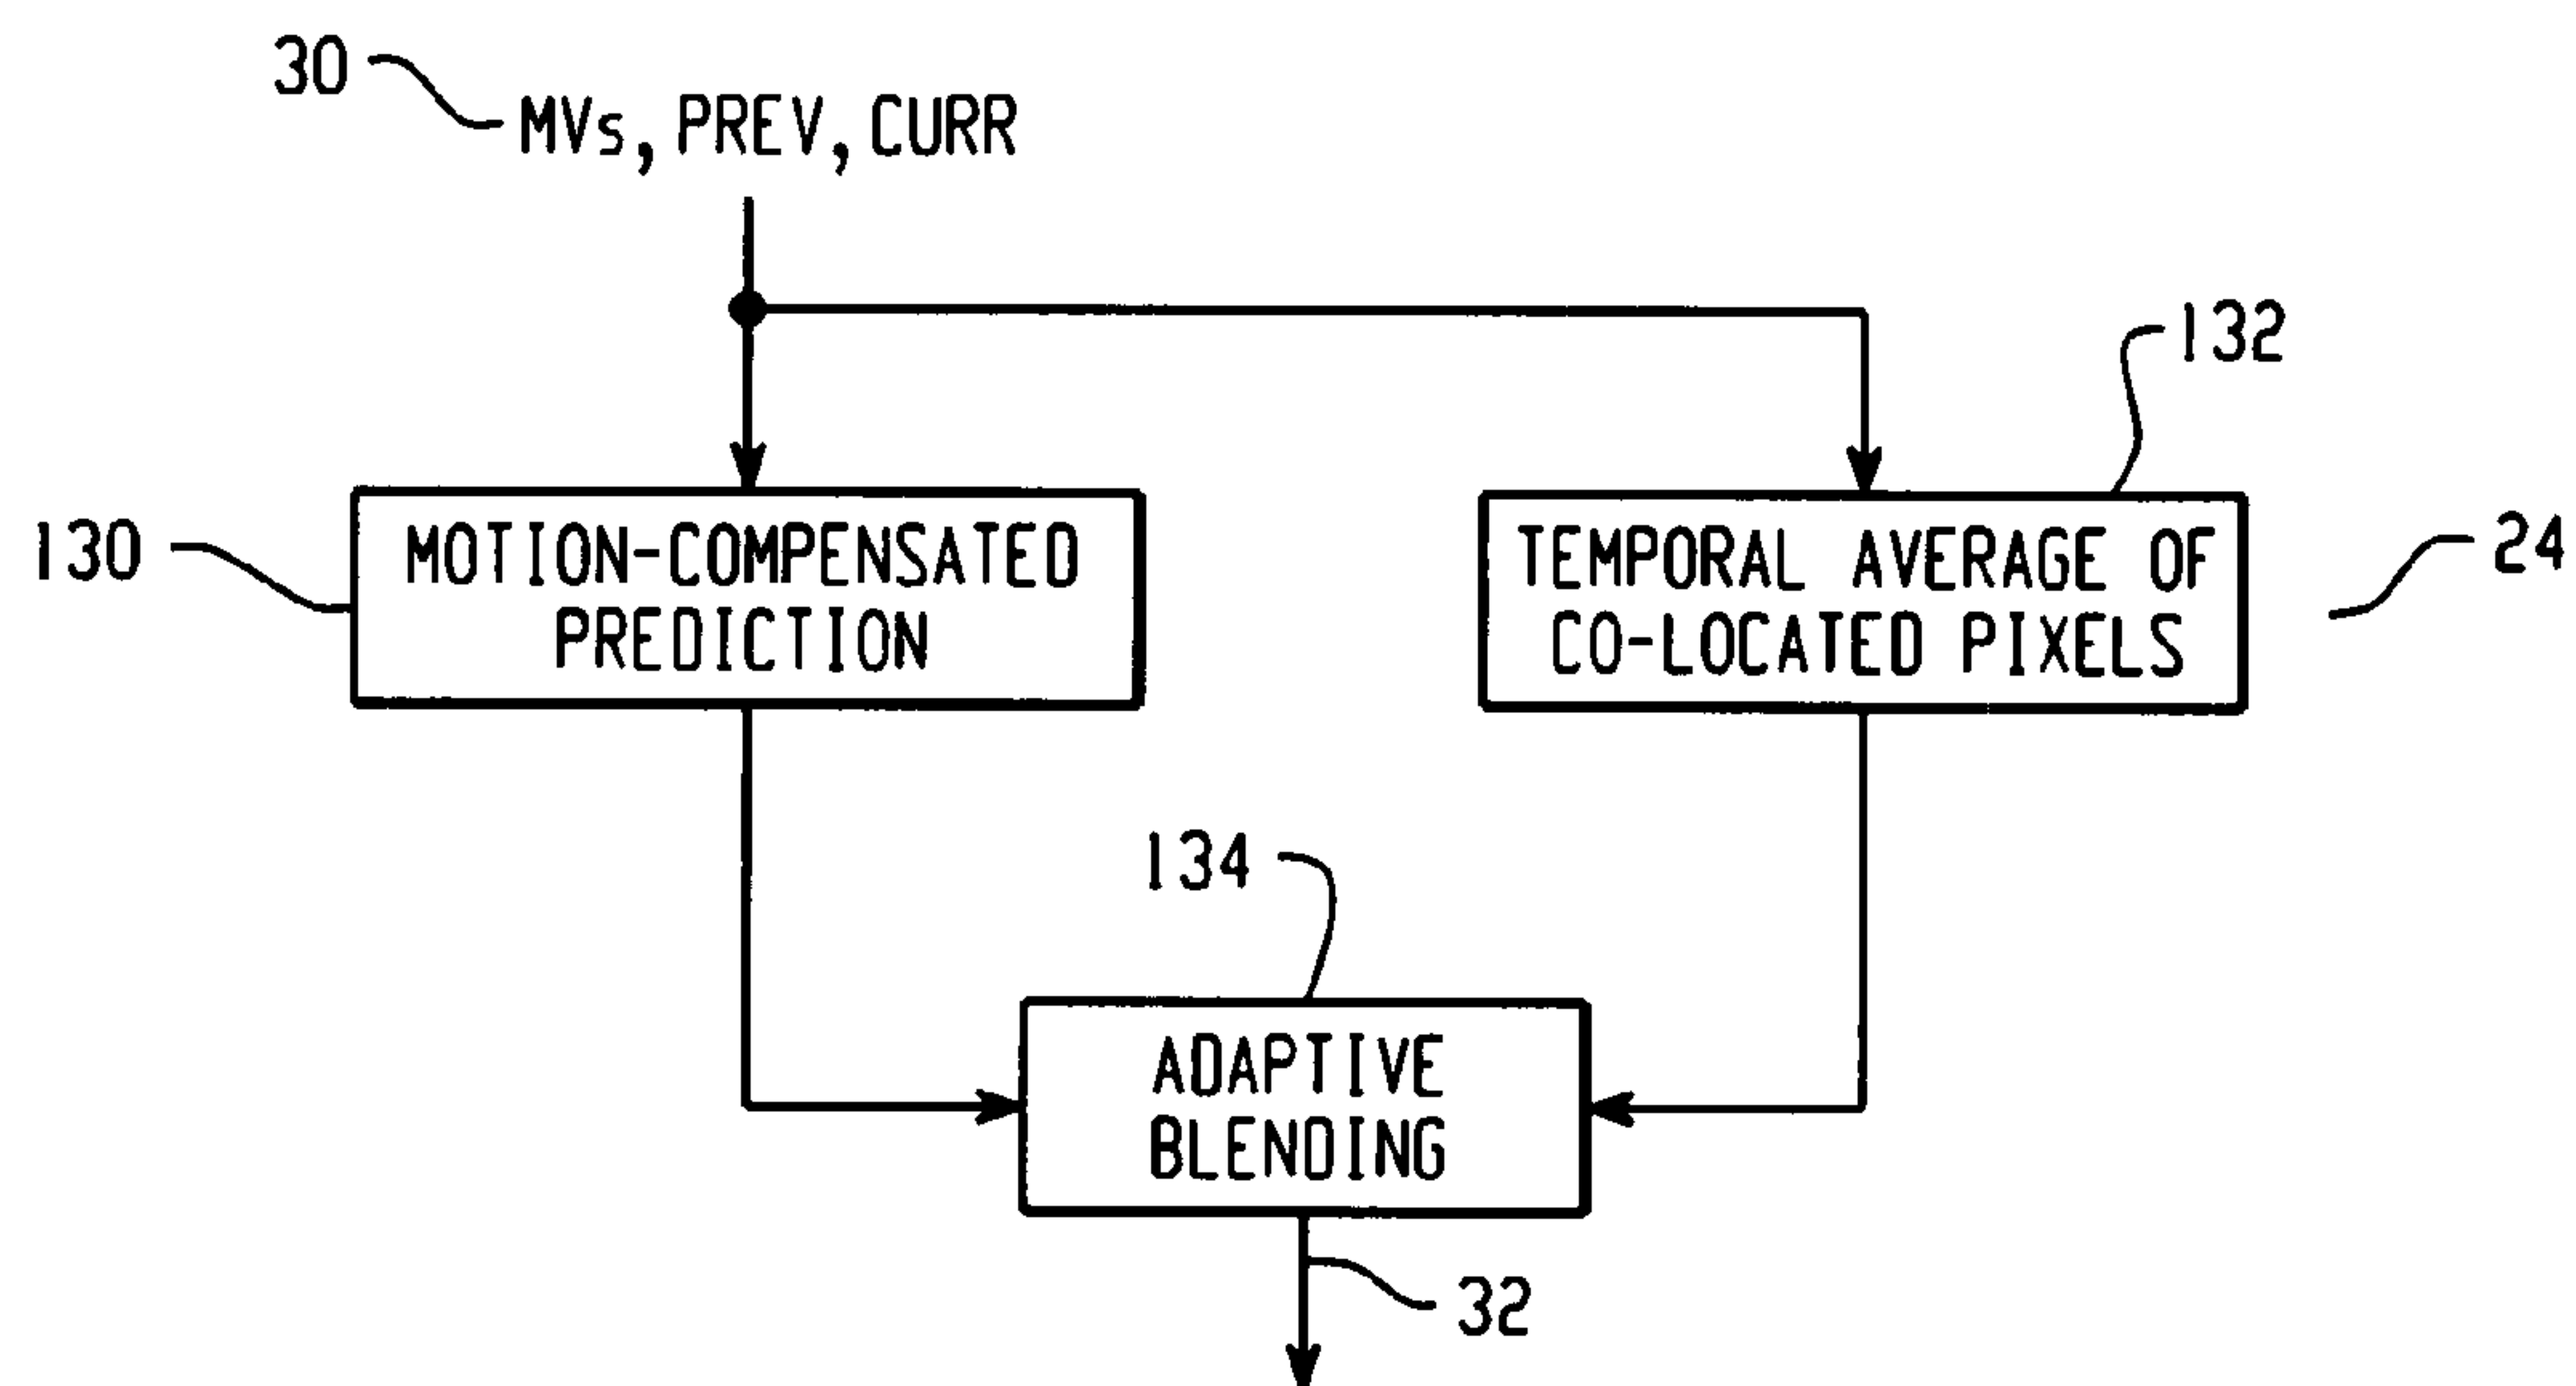 30
MVs, PREV, CURR
132
130
MOTION-COMPENSATED
PREDICTION
TEMPORAL AVERAGE OF
CO-LOCATED PIXELS
24
134
ADAPTIVE
BLENDING
32